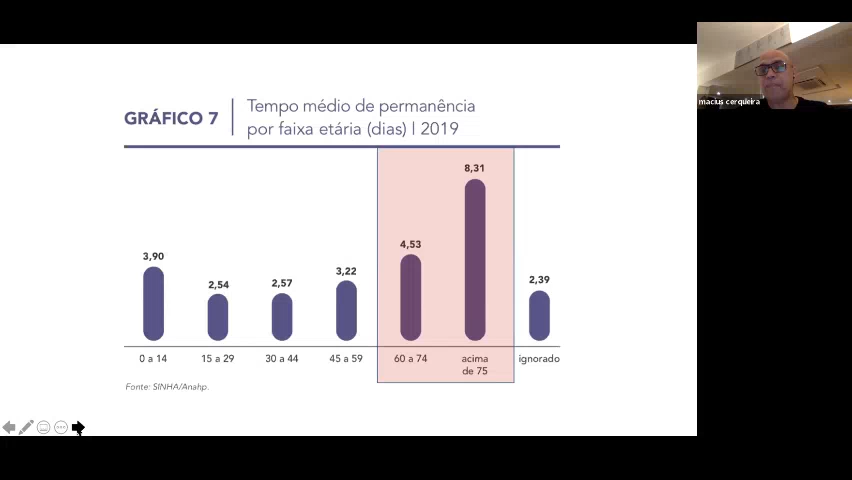 GRÁFICO 7
Tempo médio de permanência
por faixa etária (dias) | 2019
3,90
2,54
2,57
3,22
4,53
8,31
2,39
0 a 14
15 a 29
30 a 44
45 a 59
60 a 74
acima
de 75
ignorado
Fonte: SINHA/Anahp.
macius cerqueira